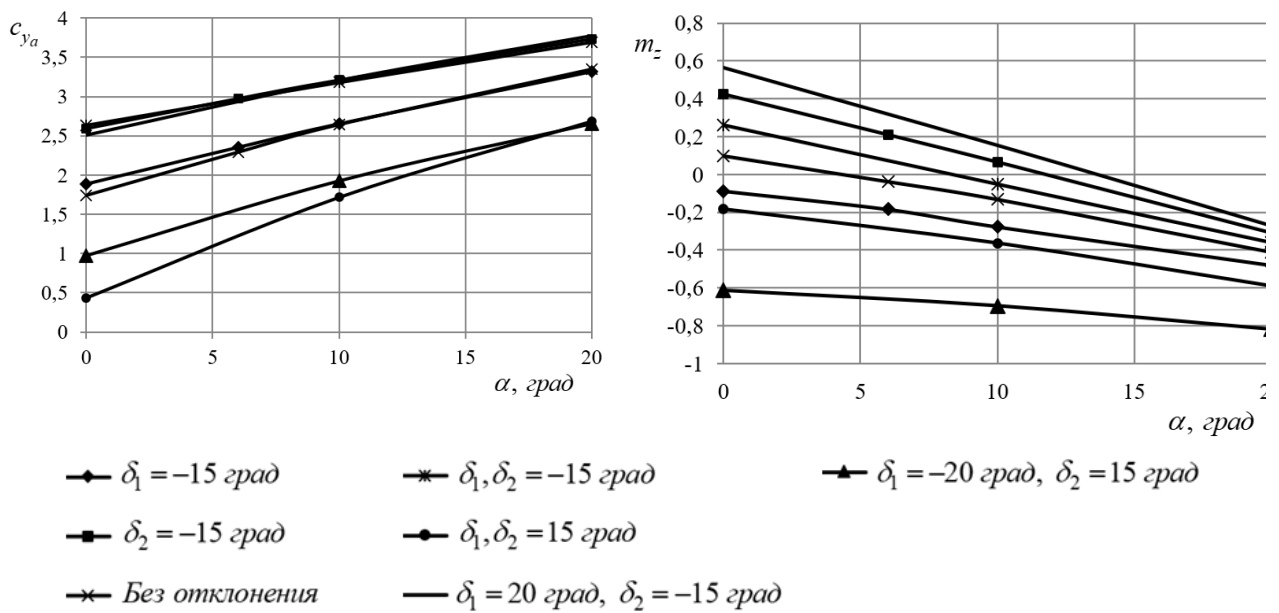 c_{y_a}
4
3,5
3
2,5
2
1,5
1
0,5
0
0 5 10 15 20
α, град
m_z
0,8
0,6
0,4
0,2
0
-0,2
-0,4
-0,6
-0,8
-1
0 5 10 15 2
α, град
δ₁ = −15 град
δ₁, δ₂ = −15 град
δ₁ = −20 град, δ₂ = 15 град
δ₂ = −15 град
δ₁, δ₂ = 15 град
Без отклонения
δ₁ = 20 град, δ₂ = −15 град